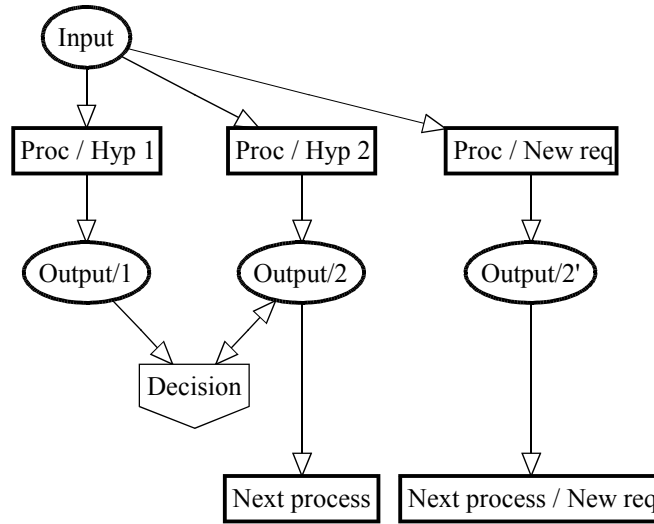 Input
Proc / Hyp 1
Proc / Hyp 2
Proc / New req
Output/1
Output/2
Output/2'
Decision
Next process
Next process / New req